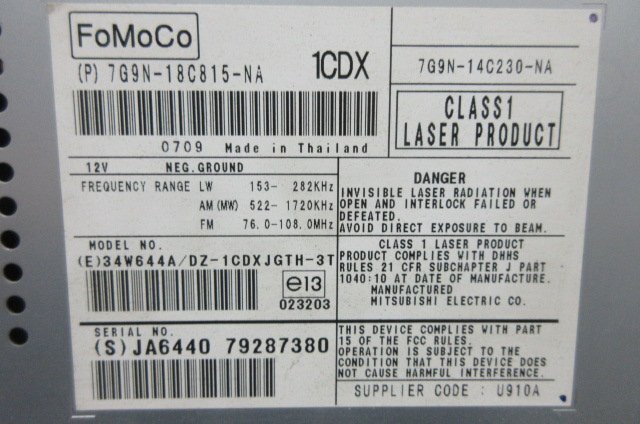 FoMoCo
(P) 7G9N-18C815-NA 1CDX
0709 Made in Thailand
7G9N-14C230-NA
CLASS1
LASER PRODUCT
12V NEG.GROUND
FREQUENCY RANGE LW 153- 282KHz
AM(MW) 522- 1720KHz
FM 76.0-108.0MHz
DANGER
INVISIBLE LASER RADIATION WHEN
OPEN AND INTERLOCK FAILED OR
DEFEATED.
AVOID DIRECT EXPOSURE TO BEAM.
MODEL NO.
(E)34W644A/DZ-1CDXJGTH-3T
e13
023203
CLASS 1 LASER PRODUCT
PRODUCT COMPLIES WITH DHHS
RULES 21 CFR SUBCHAPTER J PART
1040:10 AT DATE OF MANUFACTURE.
MANUFACTURED
MITSUBISHI ELECTRIC CO.
SERIAL NO.
(S)JA6440 79287380
THIS DEVICE COMPLIES WITH PART
15 OF THE FCC RULES.
OPERATION IS SUBJECT TO THE
CONDITION THAT THIS DEVICE DOES
NOT CAUSE HARMFUL INTERFERENCE.
SUPPLIER CODE : U910A